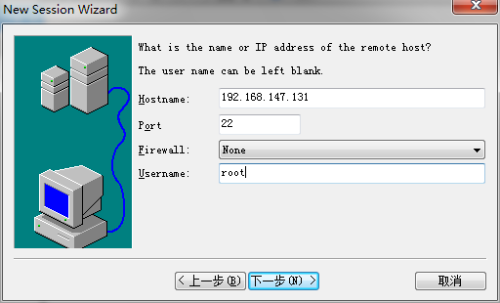 New Session Wizard
What is the name or IP address of the remote host?
The user name can be left blank.
Hostname: 192.168.147.131
Port 22
Firewall: None
Username: root
< 上一步(B) 下一步(N) > 取消